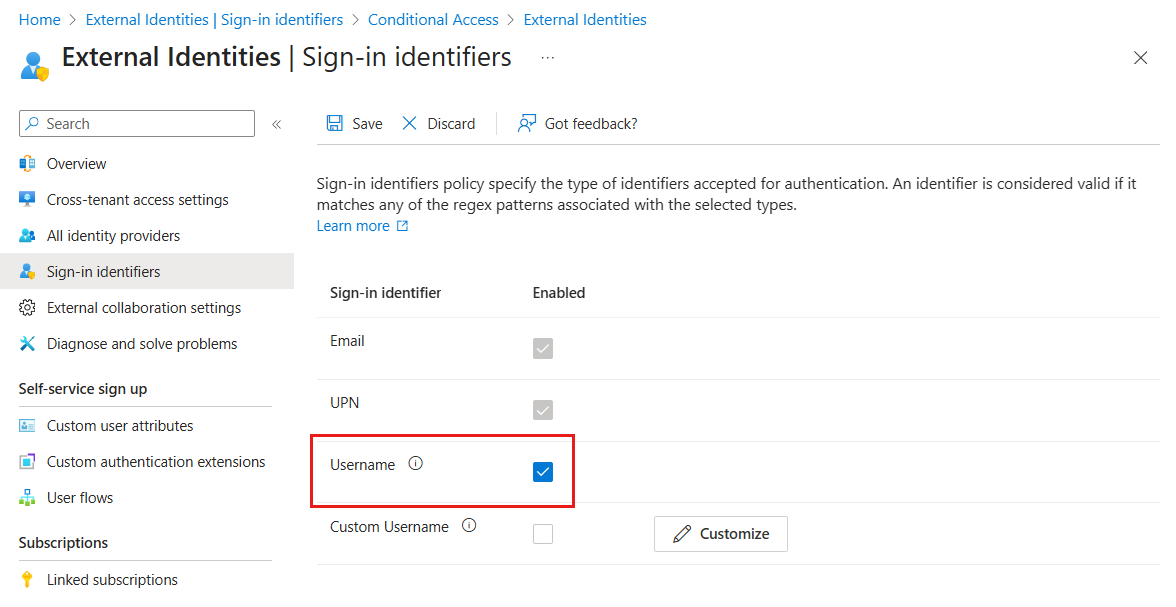 Home > External Identities | Sign-in identifiers > Conditional Access > External Identities
External Identities | Sign-in identifiers ...
Search
«
Save
Discard
Got feedback?
Overview
Cross-tenant access settings
All identity providers
Sign-in identifiers
External collaboration settings
Diagnose and solve problems
Self-service sign up
Custom user attributes
Custom authentication extensions
User flows
Subscriptions
Linked subscriptions
Sign-in identifiers policy specify the type of identifiers accepted for authentication. An identifier is considered valid if it
matches any of the regex patterns associated with the selected types.
Learn more
Sign-in identifier Enabled
Email
UPN
Username
Custom Username
Customize